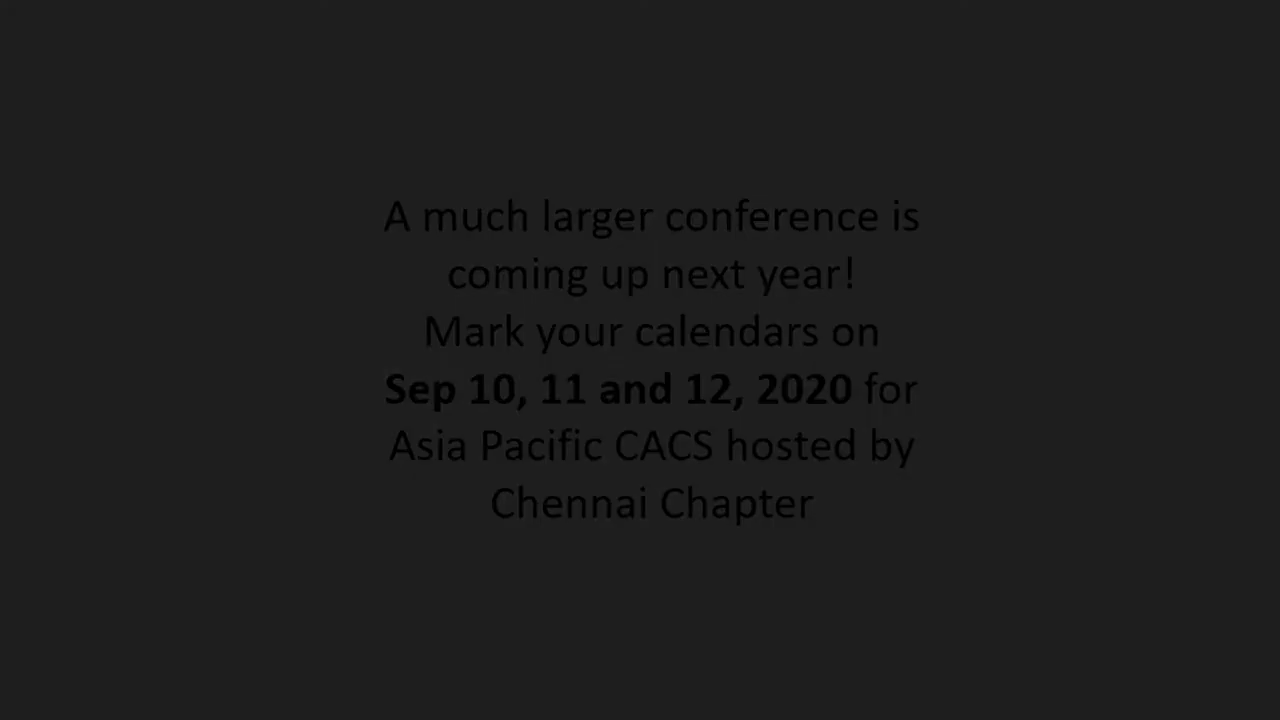 A much larger conference is
coming up next year!
Mark your calendars on
Sep 10, 11 and 12, 2020 for
Asia Pacific CACS hosted by
Chennai Chapter